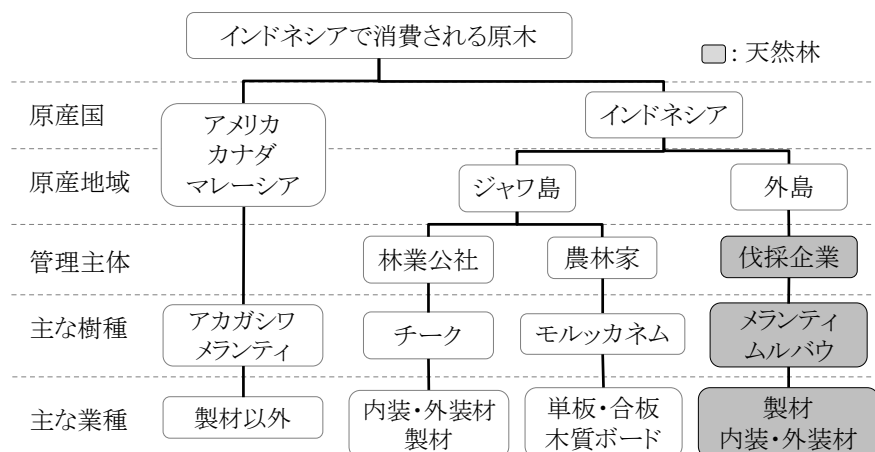 インドネシアで消費される原木
：天然林
原産国
アメリカ
カナダ
マレーシア
インドネシア
原産地域
ジャワ島
外島
管理主体
林業公社
農林家
伐採企業
主な樹種
アカガシワ
メランティ
チーク
モルッカネム
メランティ
ムルバウ
主な業種
製材以外
内装・外装材
製材
単板・合板
木質ボード
製材
内装・外装材